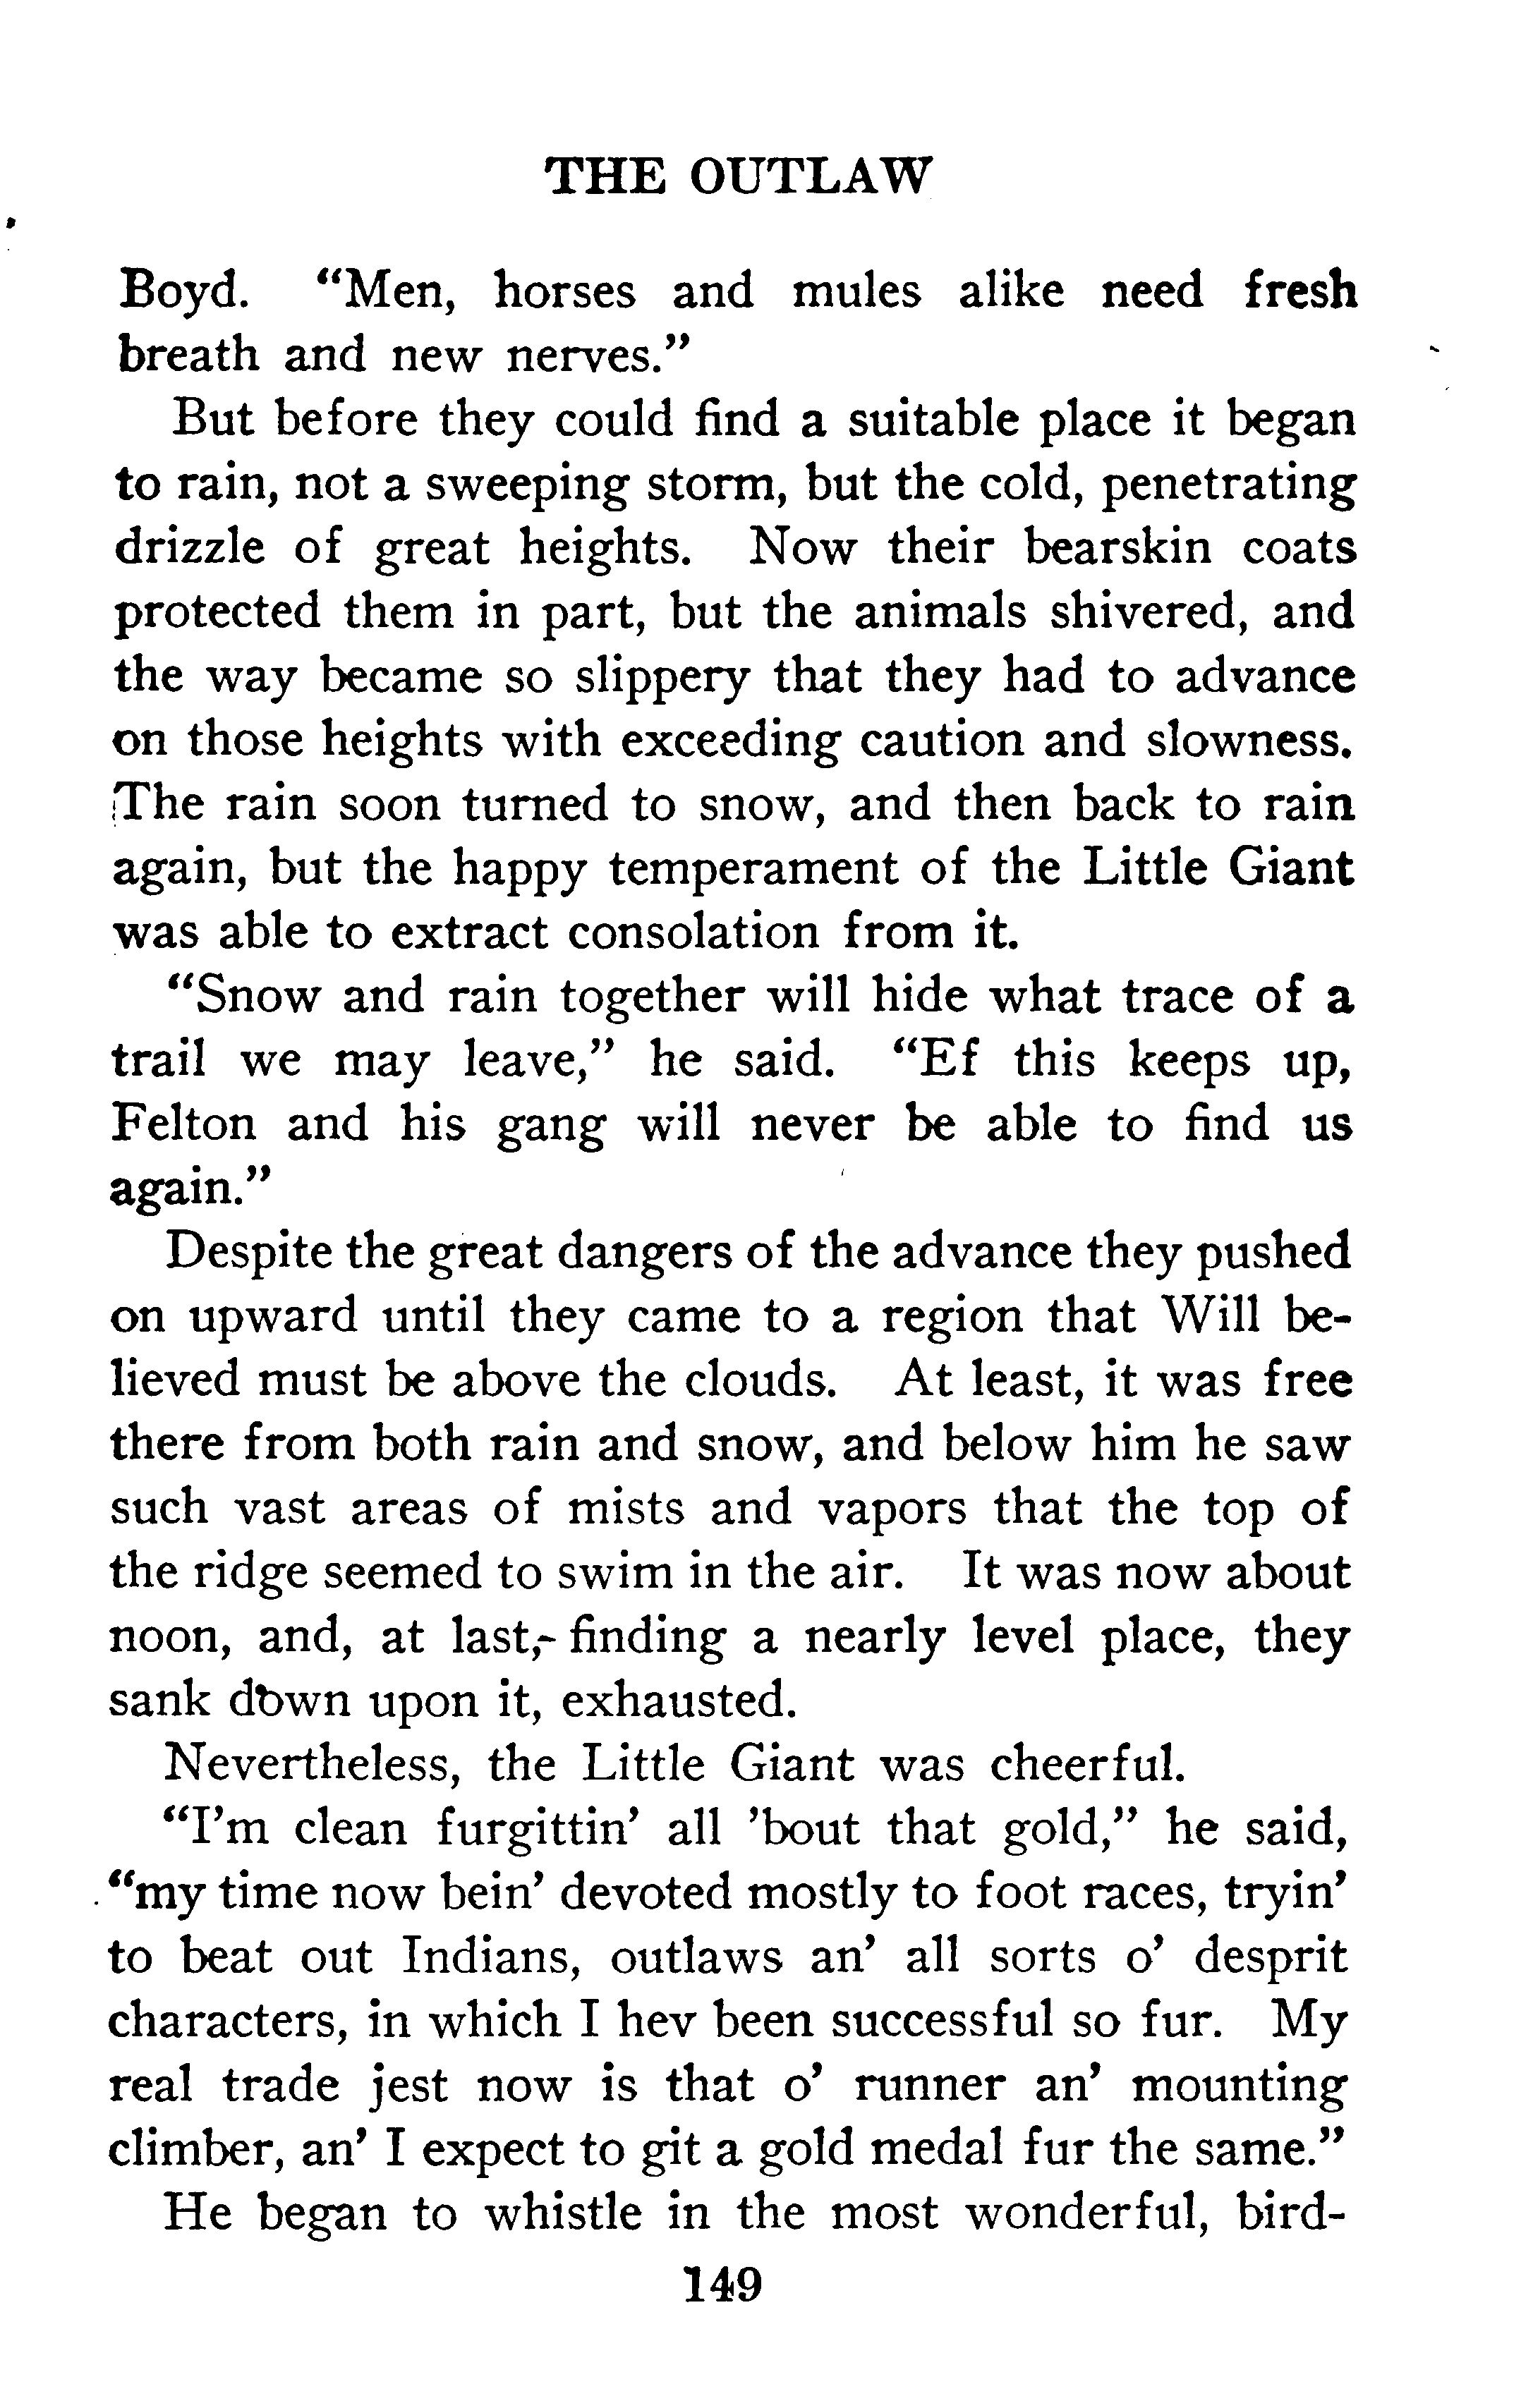 THE OUTLAW
Boyd. “Men, horses and mules alike need fresh
breath and new nerves.”
But before they could find a suitable place it began
to rain, not a sweeping storm, but the cold, penetrating
drizzle of great heights. Now their bearskin coats
protected them in part, but the animals shivered, and
the way became so slippery that they had to advance
on those heights with exceeding caution and slowness.
The rain soon turned to snow, and then back to rain
again, but the happy temperament of the Little Giant
was able to extract consolation from it.
“Snow and rain together will hide what trace of a
trail we may leave,” he said. “Ef this keeps up,
Felton and his gang will never be able to find us
again.”
Despite the great dangers of the advance they pushed
on upward until they came to a region that Will be-
lieved must be above the clouds. At least, it was free
there from both rain and snow, and below him he saw
such vast areas of mists and vapors that the top of
the ridge seemed to swim in the air. It was now about
noon, and, at last, finding a nearly level place, they
sank down upon it, exhausted.
Nevertheless, the Little Giant was cheerful.
“I’m clean furgittin’ all ’bout that gold,” he said,
“my time now bein’ devoted mostly to foot races, tryin’
to beat out Indians, outlaws an’ all sorts o’ desprit
characters, in which I hev been successful so fur. My
real trade jest now is that o’ runner an’ mounting
climber, an’ I expect to git a gold medal fur the same.”
He began to whistle in the most wonderful, bird-
149